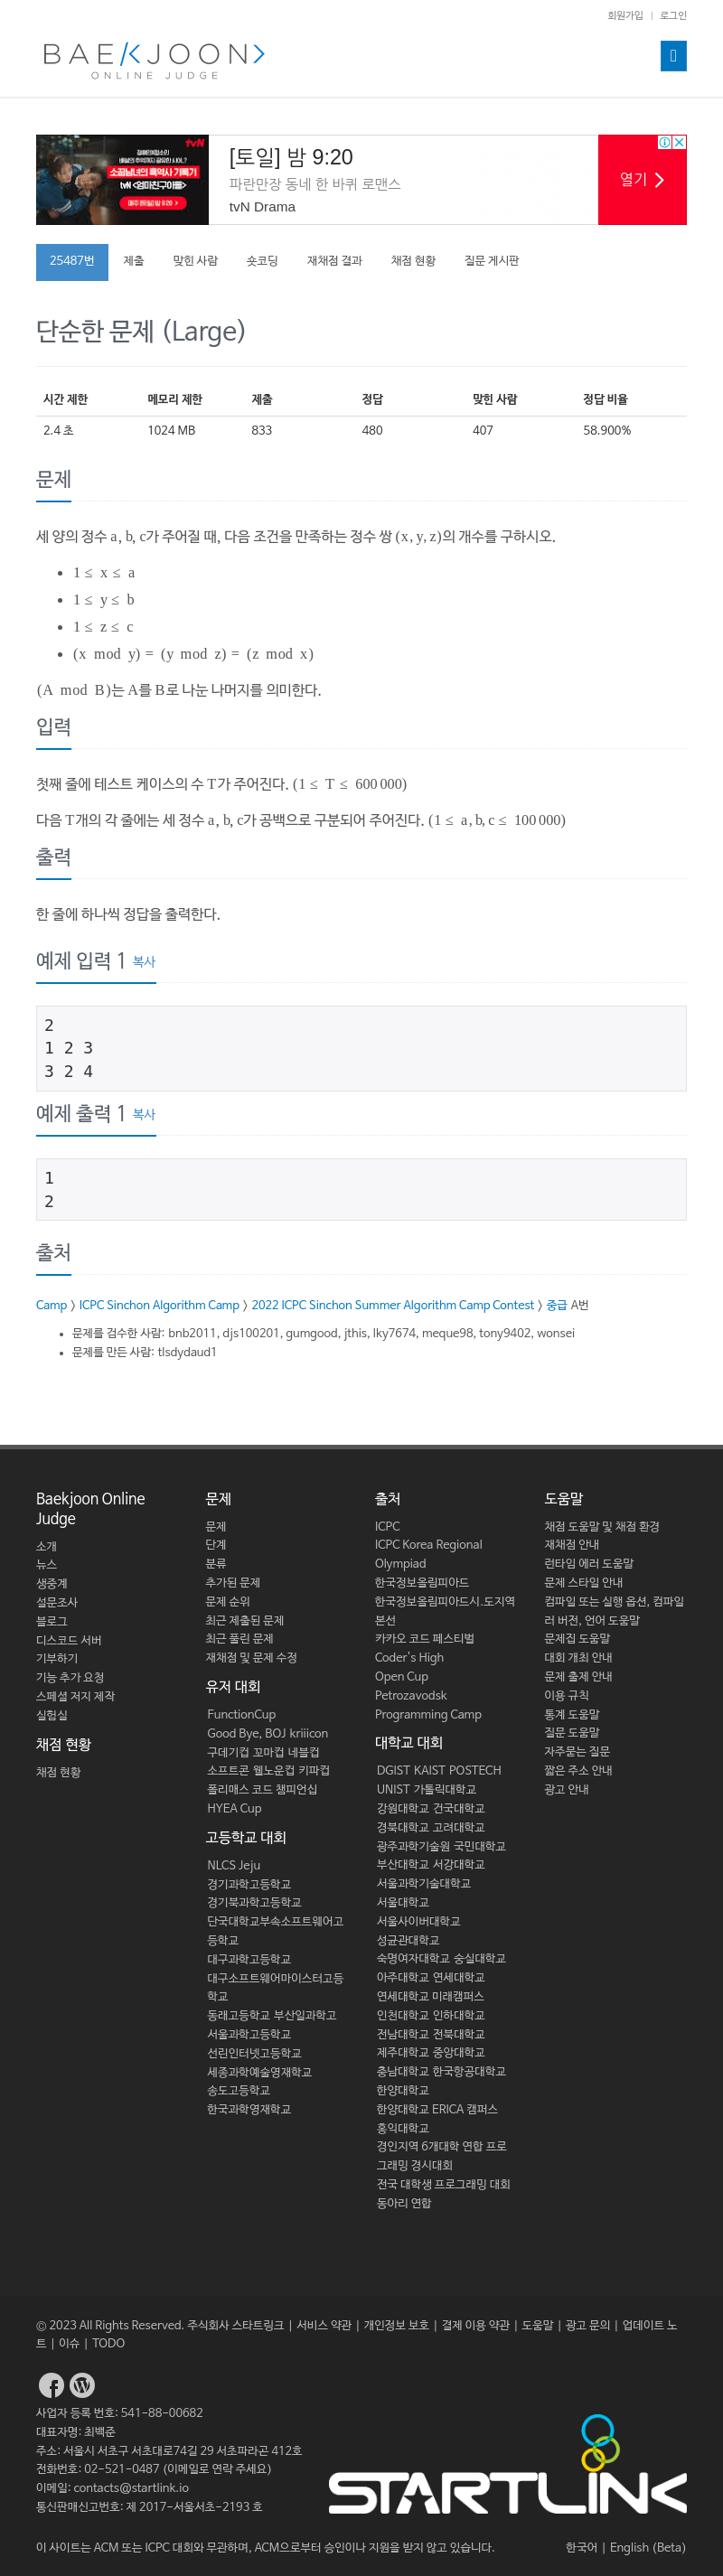 회원가입 | 로그인
BAEKJOON>
ONLINE JUDGE
tvN
소꿉남녀의 흑역사 기록기
tvN <엄마친구아들>
[토일] 밤 9:20
파란만장 동네 한 바퀴 로맨스
tvN Drama
열기
25487번 제출 맞힌 사람 숏코딩 재채점 결과 채점 현황 질문 게시판
단순한 문제 (Large)
시간 제한 메모리 제한 제출 정답 맞힌 사람 정답 비율
2.4 초 1024 MB 833 480 407 58.900%
문제
세 양의 정수 a, b, c가 주어질 때, 다음 조건을 만족하는 정수 쌍 (x, y, z)의 개수를 구하시오.
• 1 ≤ x ≤ a
• 1 ≤ y ≤ b
• 1 ≤ z ≤ c
• (x mod y) = (y mod z) = (z mod x)
(A mod B)는 A를 B로 나눈 나머지를 의미한다.
입력
첫째 줄에 테스트 케이스의 수 T가 주어진다. (1 ≤ T ≤ 600 000)
다음 T개의 각 줄에는 세 정수 a, b, c가 공백으로 구분되어 주어진다. (1 ≤ a, b, c ≤ 100 000)
출력
한 줄에 하나씩 정답을 출력한다.
예제 입력 1 복사
2
1 2 3
3 2 4
예제 출력 1 복사
1
2
출처
Camp > ICPC Sinchon Algorithm Camp > 2022 ICPC Sinchon Summer Algorithm Camp Contest > 중급 A번
• 문제를 검수한 사람: bnb2011, djs100201, gumgood, jthis, lky7674, meque98, tony9402, wonsei
• 문제를 만든 사람: tlsdydaud1
Baekjoon Online
Judge
소개
뉴스
생중계
설문조사
블로그
디스코드 서버
기부하기
기능 추가 요청
스페셜 저지 제작
실험실
채점 현황
채점 현황
문제
문제
단계
분류
추가된 문제
문제 순위
최근 제출된 문제
최근 풀린 문제
재채점 및 문제 수정
유저 대회
FunctionCup
Good Bye, BOJ kriiicon
구데기컵 꼬마컵 네블컵
소프트콘 웰노운컵 키파컵
폴리매스 코드 챔피언십
HYEA Cup
고등학교 대회
NLCS Jeju
경기과학고등학교
경기북과학고등학교
단국대학교부속소프트웨어고
등학교
대구과학고등학교
대구소프트웨어마이스터고등
학교
동래고등학교 부산일과학고
서울과학고등학교
선린인터넷고등학교
세종과학예술영재학교
송도고등학교
한국과학영재학교
출처
ICPC
ICPC Korea Regional
Olympiad
한국정보올림피아드
한국정보올림피아드시.도지역
본선
카카오 코드 페스티벌
Coder's High
Open Cup
Petrozavodsk
Programming Camp
대학교 대회
DGIST KAIST POSTECH
UNIST 가톨릭대학교
강원대학교 건국대학교
경북대학교 고려대학교
광주과학기술원 국민대학교
부산대학교 서강대학교
서울과학기술대학교
서울대학교
서울사이버대학교
성균관대학교
숙명여자대학교 숭실대학교
아주대학교 연세대학교
연세대학교 미래캠퍼스
인천대학교 인하대학교
전남대학교 전북대학교
제주대학교 중앙대학교
충남대학교 한국항공대학교
한양대학교
한양대학교 ERICA 캠퍼스
홍익대학교
경인지역 6개대학 연합 프로
그래밍 경시대회
전국 대학생 프로그래밍 대회
동아리 연합
도움말
채점 도움말 및 채점 환경
재채점 안내
런타임 에러 도움말
문제 스타일 안내
컴파일 또는 실행 옵션, 컴파일
러 버전, 언어 도움말
문제집 도움말
대회 개최 안내
문제 출제 안내
이용 규칙
통계 도움말
질문 도움말
자주묻는 질문
짧은 주소 안내
광고 안내
© 2023 All Rights Reserved. 주식회사 스타트링크 | 서비스 약관 | 개인정보 보호 | 결제 이용 약관 | 도움말 | 광고 문의 | 업데이트 노
트 | 이슈 | TODO
사업자 등록 번호: 541-88-00682
대표자명: 최백준
주소: 서울시 서초구 서초대로74길 29 서초파라곤 412호
전화번호: 02-521-0487 (이메일로 연락 주세요)
이메일: contacts@startlink.io
통신판매신고번호: 제 2017-서울서초-2193 호
STARTLINK
이 사이트는 ACM 또는 ICPC 대회와 무관하며, ACM으로부터 승인이나 지원을 받지 않고 있습니다.
한국어 | English (Beta)